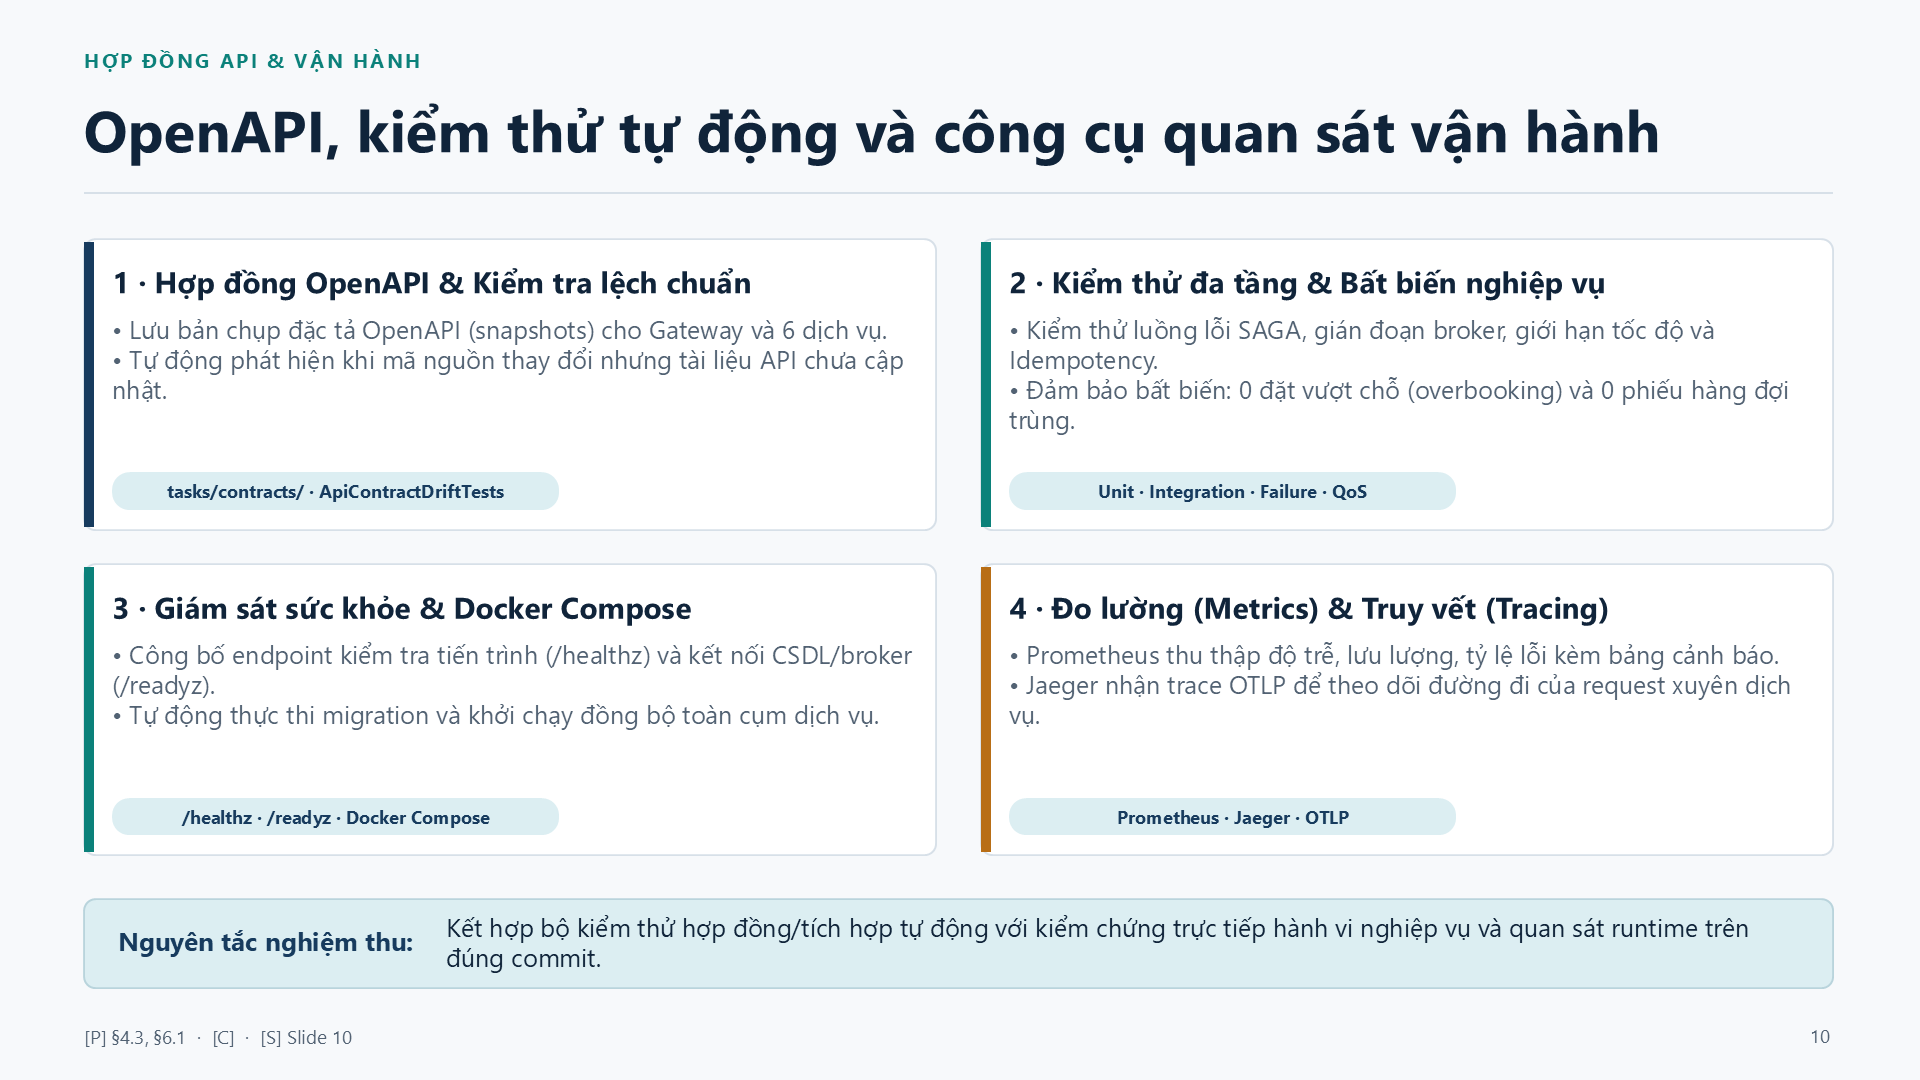 HỢP ĐỒNG API & VẬN HÀNH
OpenAPI, kiểm thử tự động và công cụ quan sát vận hành
1 · Hợp đồng OpenAPI & Kiểm tra lệch chuẩn
• Lưu bản chụp đặc tả OpenAPI (snapshots) cho Gateway và 6 dịch vụ.
• Tự động phát hiện khi mã nguồn thay đổi nhưng tài liệu API chưa cập
nhật.
tasks/contracts/ · ApiContractDriftTests
2 · Kiểm thử đa tầng & Bất biến nghiệp vụ
• Kiểm thử luồng lỗi SAGA, gián đoạn broker, giới hạn tốc độ và
Idempotency.
• Đảm bảo bất biến: 0 đặt vượt chỗ (overbooking) và 0 phiếu hàng đợi
trùng.
Unit · Integration · Failure · QoS
3 · Giám sát sức khỏe & Docker Compose
• Công bố endpoint kiểm tra tiến trình (/healthz) và kết nối CSDL/broker
(/readyz).
• Tự động thực thi migration và khởi chạy đồng bộ toàn cụm dịch vụ.
/healthz · /readyz · Docker Compose
4 · Đo lường (Metrics) & Truy vết (Tracing)
• Prometheus thu thập độ trễ, lưu lượng, tỷ lệ lỗi kèm bảng cảnh báo.
• Jaeger nhận trace OTLP để theo dõi đường đi của request xuyên dịch
vụ.
Prometheus · Jaeger · OTLP
Nguyên tắc nghiệm thu:
Kết hợp bộ kiểm thử hợp đồng/tích hợp tự động với kiểm chứng trực tiếp hành vi nghiệp vụ và quan sát runtime trên
đúng commit.
[P] §4.3, §6.1 · [C] · [S] Slide 10
10